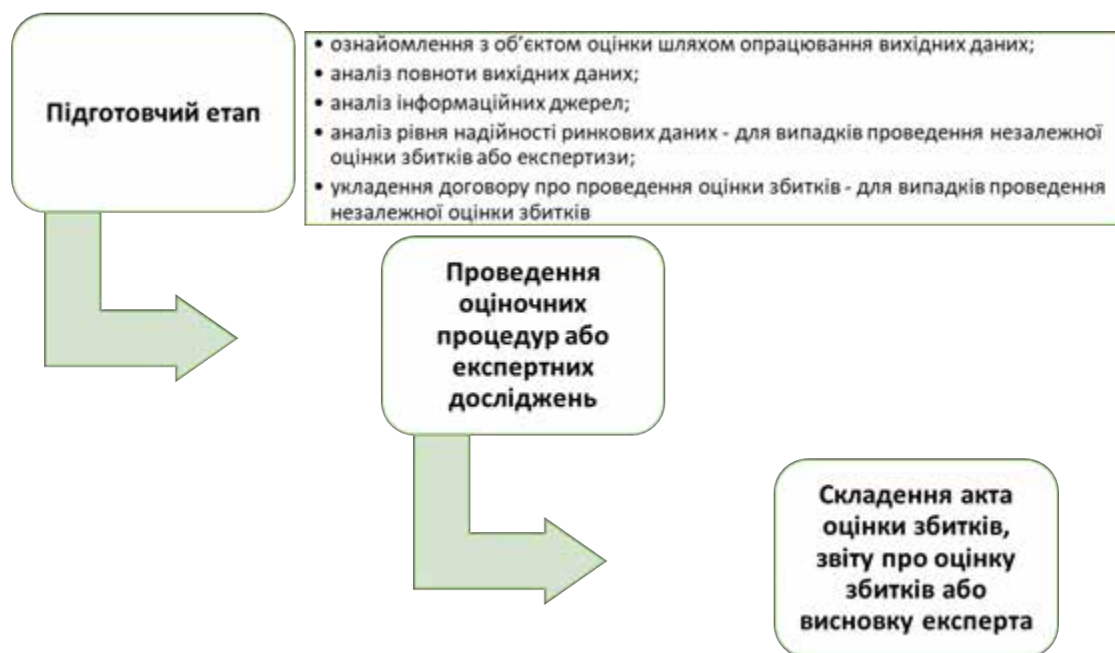 Підготовчий етап
• ознайомлення з об’єктом оцінки шляхом опрацювання вихідних даних;
• аналіз повноти вихідних даних;
• аналіз інформаційних джерел;
• аналіз рівня надійності ринкових даних - для випадків проведення незалежної
оцінки збитків або експертизи;
• укладення договору про проведення оцінки збитків - для випадків проведення
незалежної оцінки збитків
Проведення
оціночних
процедур або
експертних
досліджень
Складення акта
оцінки збитків,
звіту про оцінку
збитків або
висновку експерта